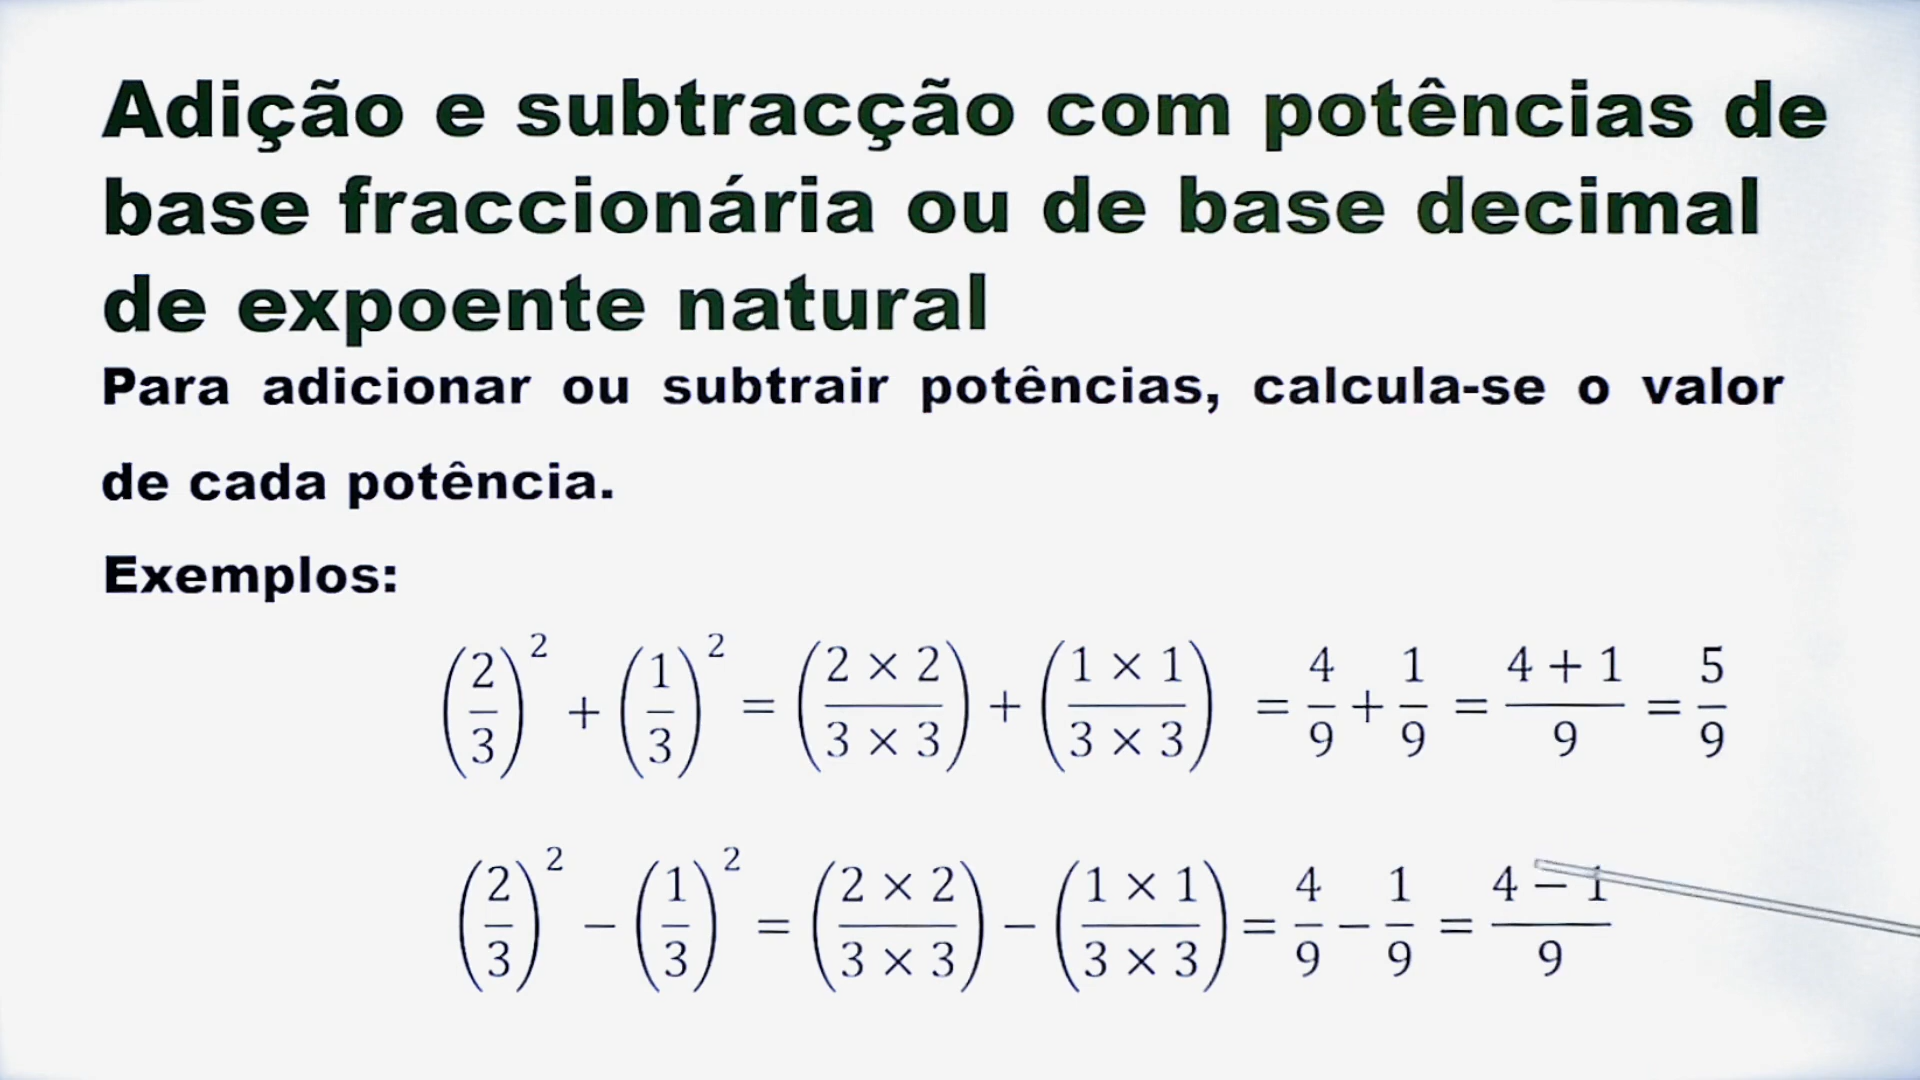 Adição e subtracção com potências de
base fraccionária ou de base decimal
de expoente natural
Para adicionar ou subtrair potências, calcula-se o valor
de cada potência.
Exemplos:
(2/3)² + (1/3)² = (2 × 2 / 3 × 3) + (1 × 1 / 3 × 3) = 4/9 + 1/9 = 4 + 1 / 9 = 5/9
(2/3)² − (1/3)² = (2 × 2 / 3 × 3) − (1 × 1 / 3 × 3) = 4/9 − 1/9 = 4 − 1 / 9